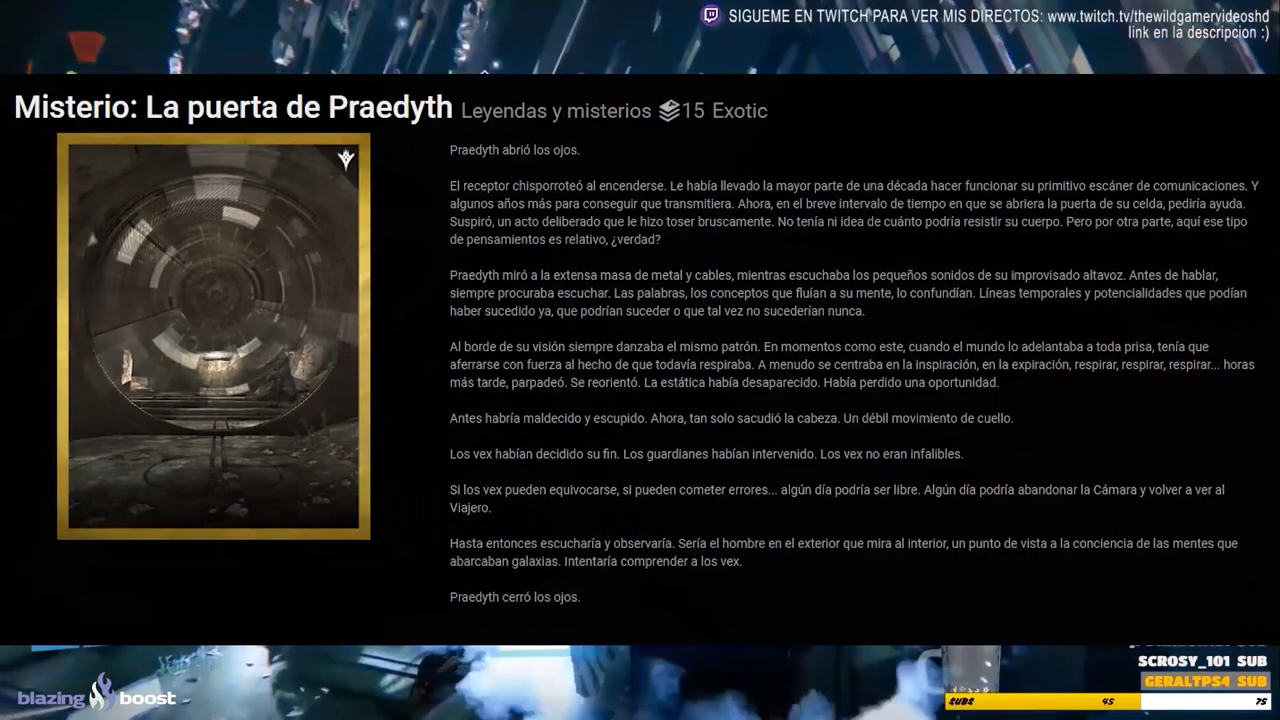 SIGUEME EN TWITCH PARA VER MIS DIRECTOS: www.twitch.tv/thewildgamervideoshd
link en la descripcion :)
Misterio: La puerta de Praedyth Leyendas y misterios 15 Exotic
Praedyth abrió los ojos.
El receptor chisporroteó al encenderse. Le había llevado la mayor parte de una década hacer funcionar su primitivo escáner de comunicaciones. Y
algunos años más para conseguir que transmitiera. Ahora, en el breve intervalo de tiempo en que se abriera la puerta de su celda, pediría ayuda.
Suspiró, un acto deliberado que le hizo toser bruscamente. No tenía ni idea de cuánto podría resistir su cuerpo. Pero por otra parte, aquí ese tipo
de pensamientos es relativo, ¿verdad?
Praedyth miró a la extensa masa de metal y cables, mientras escuchaba los pequeños sonidos de su improvisado altavoz. Antes de hablar,
siempre procuraba escuchar. Las palabras, los conceptos que fluían a su mente, lo confundían. Líneas temporales y potencialidades que podían
haber sucedido ya, que podrían suceder o que tal vez no sucederían nunca.
Al borde de su visión siempre danzaba el mismo patrón. En momentos como este, cuando el mundo lo adelantaba a toda prisa, tenía que
aferrarse con fuerza al hecho de que todavía respiraba. A menudo se centraba en la inspiración, en la expiración, respirar, respirar, respirar... horas
más tarde, parpadeó. Se reorientó. La estática había desaparecido. Había perdido una oportunidad.
Antes habría maldecido y escupido. Ahora, tan solo sacudió la cabeza. Un débil movimiento de cuello.
Los vex habían decidido su fin. Los guardianes habían intervenido. Los vex no eran infalibles.
Si los vex pueden equivocarse, si pueden cometer errores... algún día podría ser libre. Algún día podría abandonar la Cámara y volver a ver al
Viajero.
Hasta entonces escucharía y observaría. Sería el hombre en el exterior que mira al interior, un punto de vista a la conciencia de las mentes que
abarcaban galaxias. Intentaría comprender a los vex.
Praedyth cerró los ojos.
SCROSY_101 SUB
GERALTPS4 SUB
blazing boost
SUBS 45 75